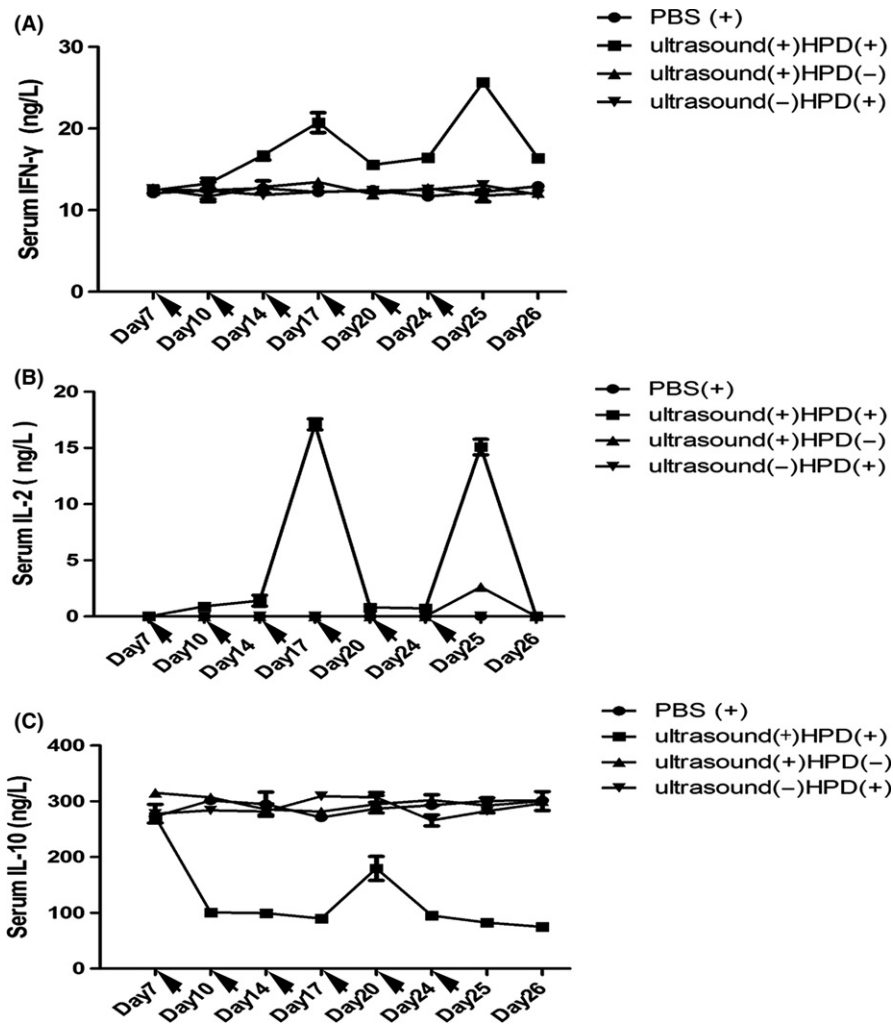 (A)
Serum IFN-γ (ng/L)
30
20
10
0
Day7
Day10
Day14
Day17
Day20
Day24
Day25
Day26
PBS (+)
ultrasound(+)HPD(+)
ultrasound(+)HPD(−)
ultrasound(−)HPD(+)
(B)
Serum IL-2 ( ng/L)
20
15
10
5
0
Day7
Day10
Day14
Day17
Day20
Day24
Day25
Day26
PBS(+)
ultrasound(+)HPD(+)
ultrasound(+)HPD(−)
ultrasound(−)HPD(+)
(C)
Serum IL-10 (ng/L)
400
300
200
100
0
Day7
Day10
Day14
Day17
Day20
Day24
Day25
Day26
PBS (+)
ultrasound(+)HPD(+)
ultrasound(+)HPD(−)
ultrasound(−)HPD(+)